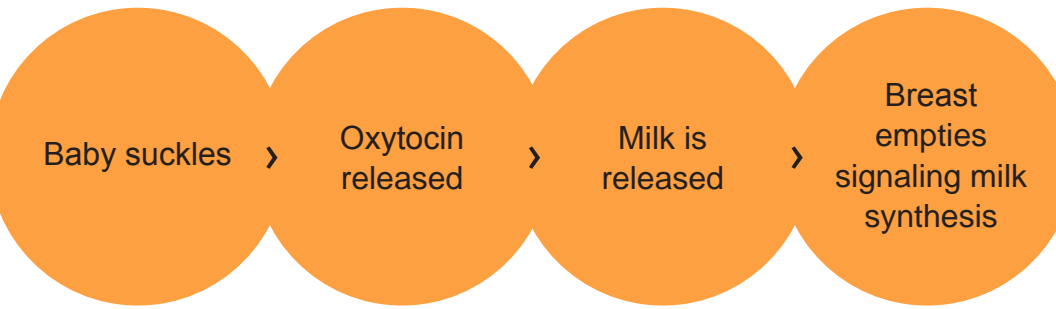 Baby suckles
›
Oxytocin
released
›
Milk is
released
›
Breast
empties
signaling milk
synthesis